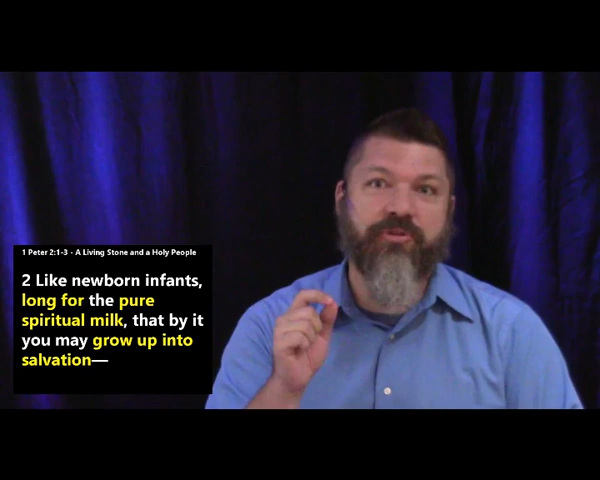 1 Peter 2:1-3 - A Living Stone and a Holy People
2 Like newborn infants,
long for the pure
spiritual milk, that by it
you may grow up into
salvation—